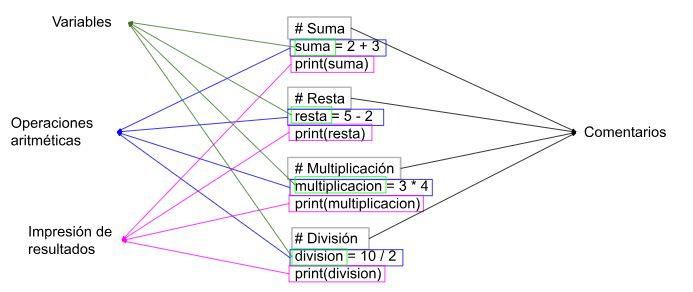 Variables
Operaciones
aritméticas
Impresión de
resultados
# Suma
suma = 2 + 3
print(suma)
# Resta
resta = 5 - 2
print(resta)
# Multiplicación
multiplicacion = 3 * 4
print(multiplicacion)
# División
division = 10 / 2
print(division)
Comentarios